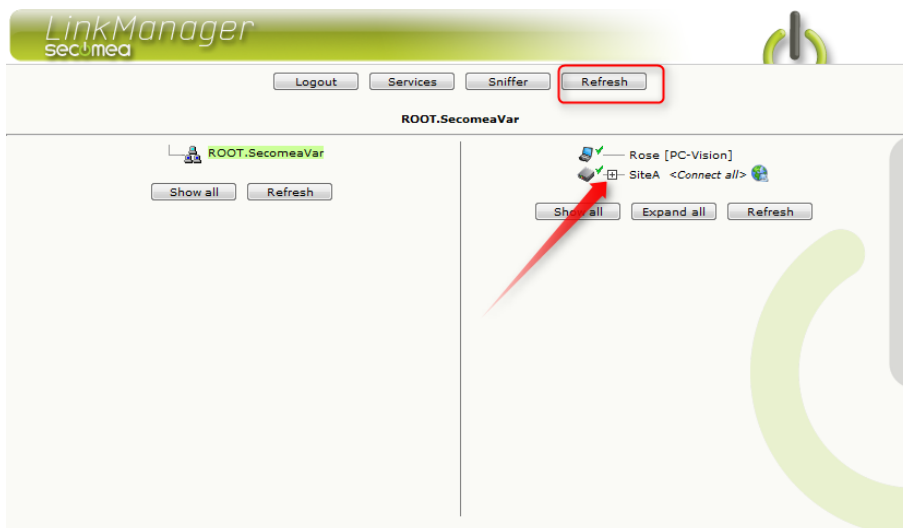 LinkManager
secomea
Logout Services Sniffer Refresh
ROOT.SecomeaVar
ROOT.SecomeaVar
Show all Refresh
Rose [PC-Vision]
SiteA <Connect all>
Show all Expand all Refresh